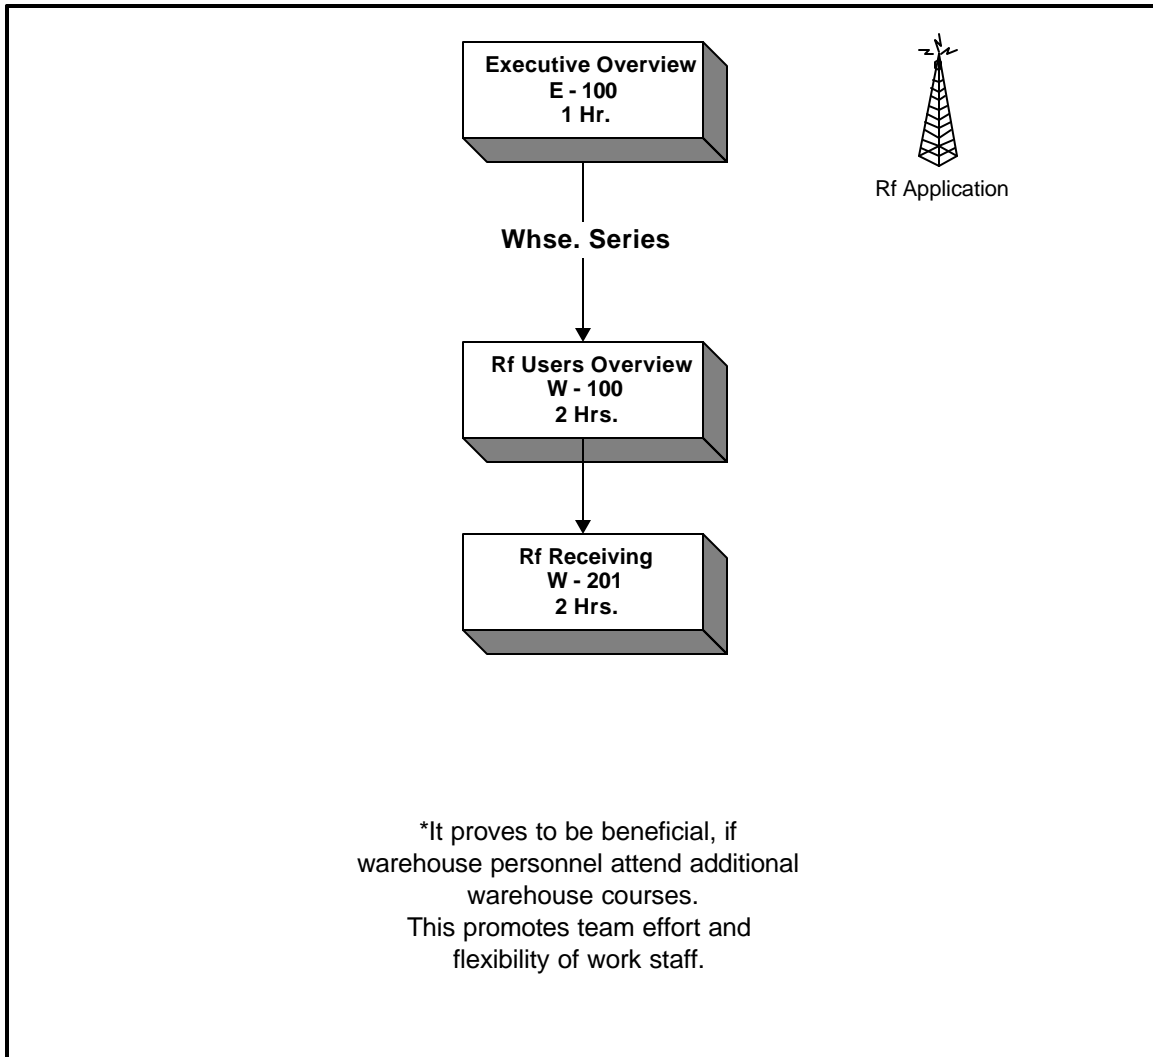 Executive Overview
E - 100
1 Hr.
Rf Application
Whse. Series
Rf Users Overview
W - 100
2 Hrs.
Rf Receiving
W - 201
2 Hrs.
*It proves to be beneficial, if
warehouse personnel attend additional
warehouse courses.
This promotes team effort and
flexibility of work staff.